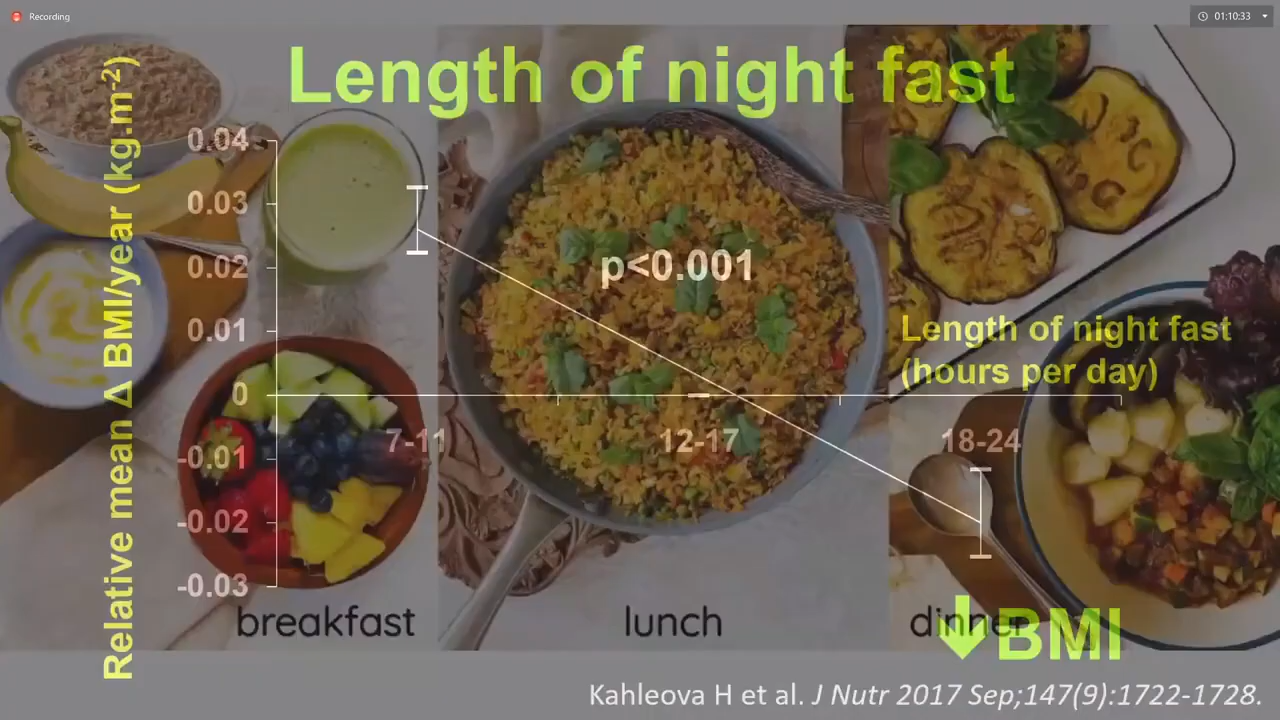 Recording
01:10:33
Length of night fast
Relative mean Δ BMI/year (kg.m-2)
0.04
0.03
0.02
0.01
0
-0.01
-0.02
-0.03
p<0.001
Length of night fast
(hours per day)
7-11
12-17
18-24
breakfast
lunch
dinner
BMI
Kahleova H et al. J Nutr 2017 Sep;147(9):1722-1728.